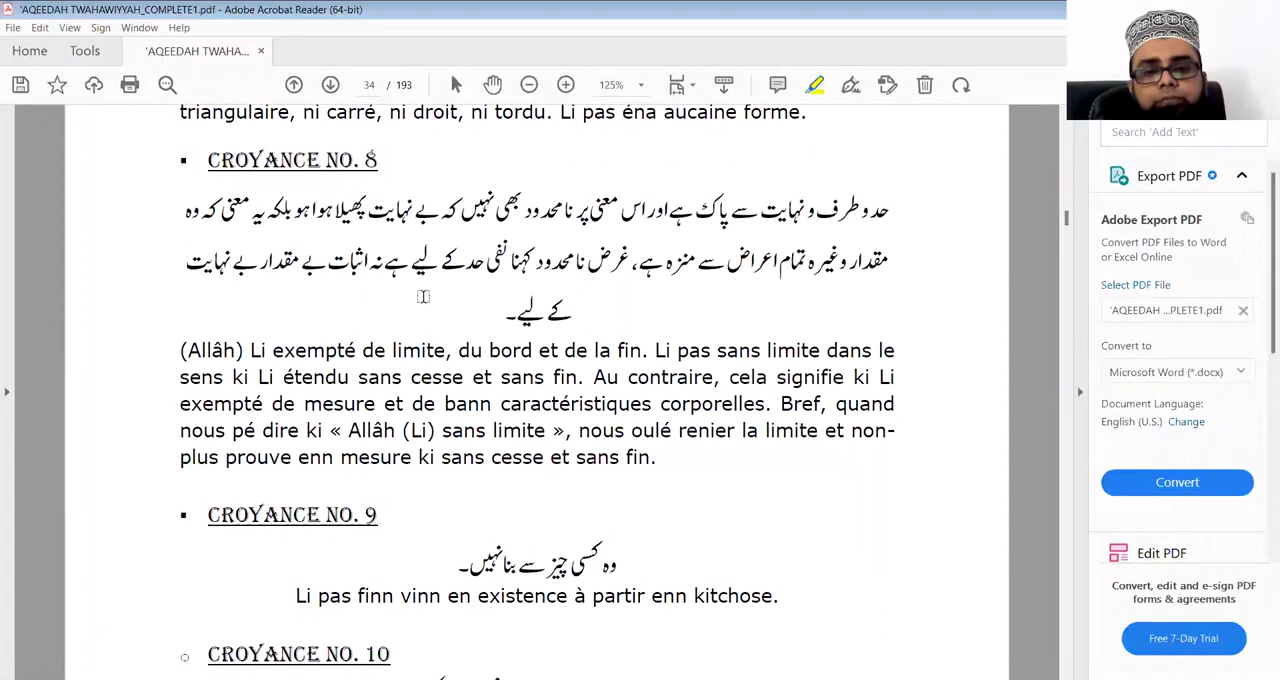 'AQEEDAH TWAHAWIYYAH_COMPLETE1.pdf - Adobe Acrobat Reader (64-bit)
File Edit View Sign Window Help
Home Tools 'AQEEDAH TWAHA... ×
34 / 193 125%
triangulaire, ni carré, ni droit, ni tordu. Li pas éna aucaine forme.
▪ CROYANCE NO. 8
حد و طرف و نہایت سے پاک ہے اور اس معنی پر نامحدود بھی نہیں کہ بے نہایت پھیلا ہوا ہو بلکہ یہ معنی کہ وہ
مقدار وغیرہ تمام اعراض سے منزہ ہے، غرض نامحدود کہنا نفی حد کے لیے ہے نہ اثبات بے مقدار بے نہایت
کے لیے۔
(Allâh) Li exempté de limite, du bord et de la fin. Li pas sans limite dans le
sens ki Li étendu sans cesse et sans fin. Au contraire, cela signifie ki Li
exempté de mesure et de bann caractéristiques corporelles. Bref, quand
nous pé dire ki « Allâh (Li) sans limite », nous oulé renier la limite et non-
plus prouve enn mesure ki sans cesse et sans fin.
▪ CROYANCE NO. 9
وہ کسی چیز سے بنا نہیں۔
Li pas finn vinn en existence à partir enn kitchose.
○ CROYANCE NO. 10
Search 'Add Text'
Export PDF
Adobe Export PDF
Convert PDF Files to Word
or Excel Online
Select PDF File
'AQEEDAH ...PLETE1.pdf ×
Convert to
Microsoft Word (*.docx)
Document Language:
English (U.S.) Change
Convert
Edit PDF
Convert, edit and e-sign PDF
forms & agreements
Free 7-Day Trial